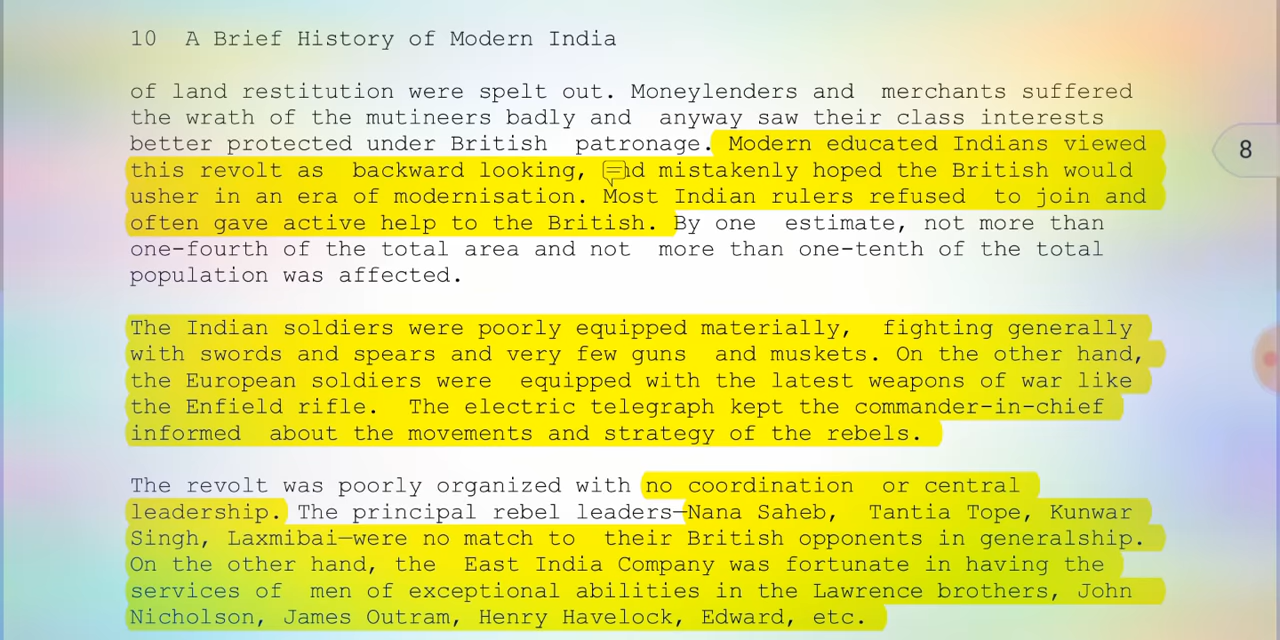 10 A Brief History of Modern India
of land restitution were spelt out. Moneylenders and merchants suffered
the wrath of the mutineers badly and anyway saw their class interests
better protected under British patronage. Modern educated Indians viewed
this revolt as backward looking, nd mistakenly hoped the British would
usher in an era of modernisation. Most Indian rulers refused to join and
often gave active help to the British. By one estimate, not more than
one-fourth of the total area and not more than one-tenth of the total
population was affected.
The Indian soldiers were poorly equipped materially, fighting generally
with swords and spears and very few guns and muskets. On the other hand,
the European soldiers were equipped with the latest weapons of war like
the Enfield rifle. The electric telegraph kept the commander-in-chief
informed about the movements and strategy of the rebels.
The revolt was poorly organized with no coordination or central
leadership. The principal rebel leaders—Nana Saheb, Tantia Tope, Kunwar
Singh, Laxmibai—were no match to their British opponents in generalship.
On the other hand, the East India Company was fortunate in having the
services of men of exceptional abilities in the Lawrence brothers, John
Nicholson, James Outram, Henry Havelock, Edward, etc.
8